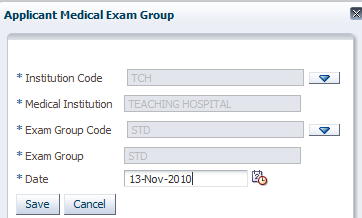 Applicant Medical Exam Group
* Institution Code TCH
* Medical Institution TEACHING HOSPITAL
* Exam Group Code STD
* Exam Group STD
* Date 13-Nov-2010
Save Cancel